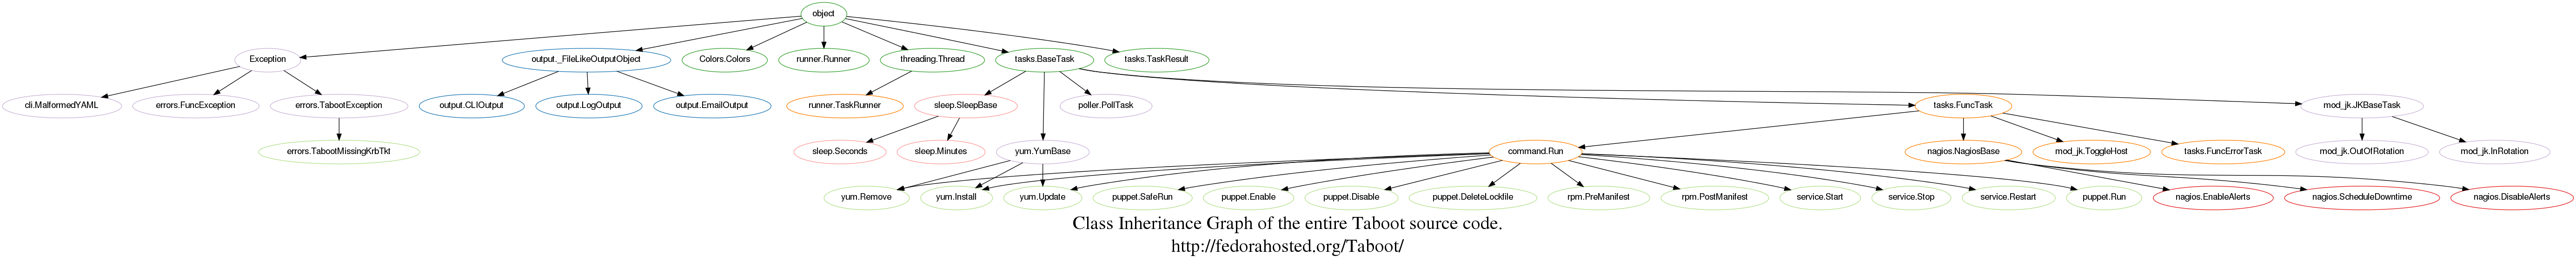 object
Exception
output._FileLikeOutputObject
Colors.Colors
runner.Runner
threading.Thread
tasks.BaseTask
tasks.TaskResult
cli.MalformedYAML
errors.FuncException
errors.TabootException
output.CLIOutput
output.LogOutput
output.EmailOutput
runner.TaskRunner
sleep.SleepBase
poller.PollTask
tasks.FuncTask
mod_jk.JKBaseTask
errors.TabootMissingKrbTkt
sleep.Seconds
sleep.Minutes
yum.YumBase
command.Run
nagios.NagiosBase
mod_jk.ToggleHost
tasks.FuncErrorTask
mod_jk.OutOfRotation
mod_jk.InRotation
yum.Remove
yum.Install
yum.Update
puppet.SafeRun
puppet.Enable
puppet.Disable
puppet.DeleteLockfile
rpm.PreManifest
rpm.PostManifest
service.Start
service.Stop
service.Restart
puppet.Run
nagios.EnableAlerts
nagios.ScheduleDowntime
nagios.DisableAlerts
Class Inheritance Graph of the entire Taboot source code.
http://fedorahosted.org/Taboot/